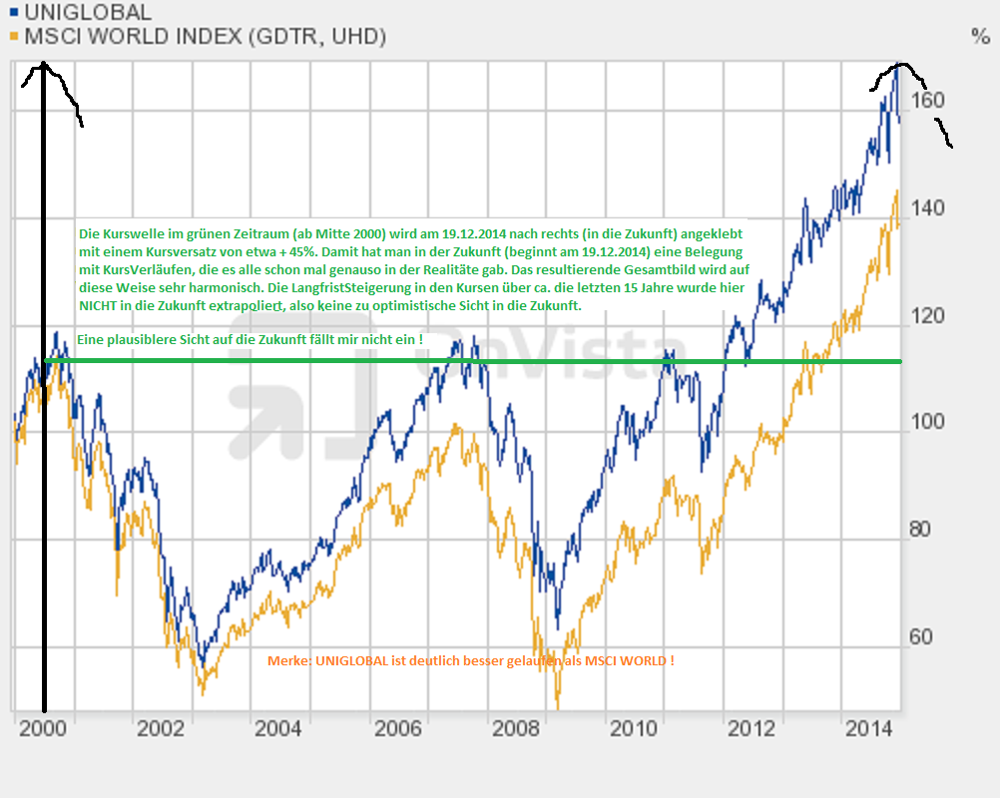 UNIGLOBAL
MSCI WORLD INDEX (GDTR, UHD)
%
160
140
Die Kurswelle im grünen Zeitraum (ab Mitte 2000) wird am 19.12.2014 nach rechts (in die Zukunft) angeklebt
mit einem Kursversatz von etwa + 45%. Damit hat man in der Zukunft (beginnt am 19.12.2014) eine Belegung
mit KursVerläufen, die es alle schon mal genauso in der Realitäte gab. Das resultierende Gesamtbild wird auf
diese Weise sehr harmonisch. Die LangfristSteigerung in den Kursen über ca. die letzten 15 Jahre wurde hier
NICHT in die Zukunft extrapoliert, also keine zu optimistische Sicht in die Zukunft.
120
Eine plausiblere Sicht auf die Zukunft fällt mir nicht ein !
OnVista
100
80
60
Merke: UNIGLOBAL ist deutlich besser gelaufen als MSCI WORLD !
2000 2002 2004 2006 2008 2010 2012 2014